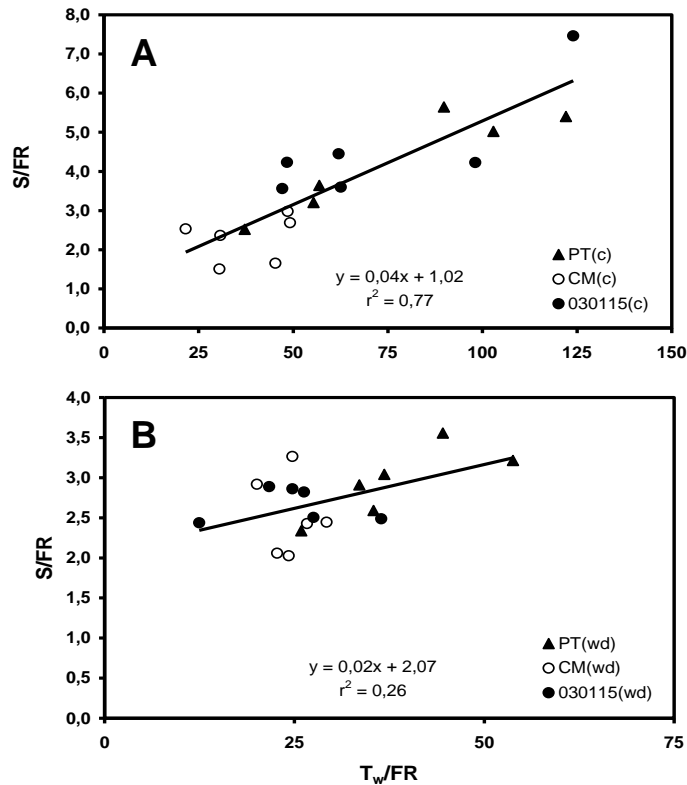 8,0
7,0
6,0
5,0
4,0
3,0
2,0
1,0
0,0
S/FR
A
▲ PT(c)
○ CM(c)
● 030115(c)
y = 0,04x + 1,02
r² = 0,77
0 25 50 75 100 125 150
4,0
3,5
3,0
2,5
2,0
1,5
1,0
0,5
0,0
S/FR
B
▲ PT(wd)
○ CM(wd)
● 030115(wd)
y = 0,02x + 2,07
r² = 0,26
0 25 50 75
Tw/FR